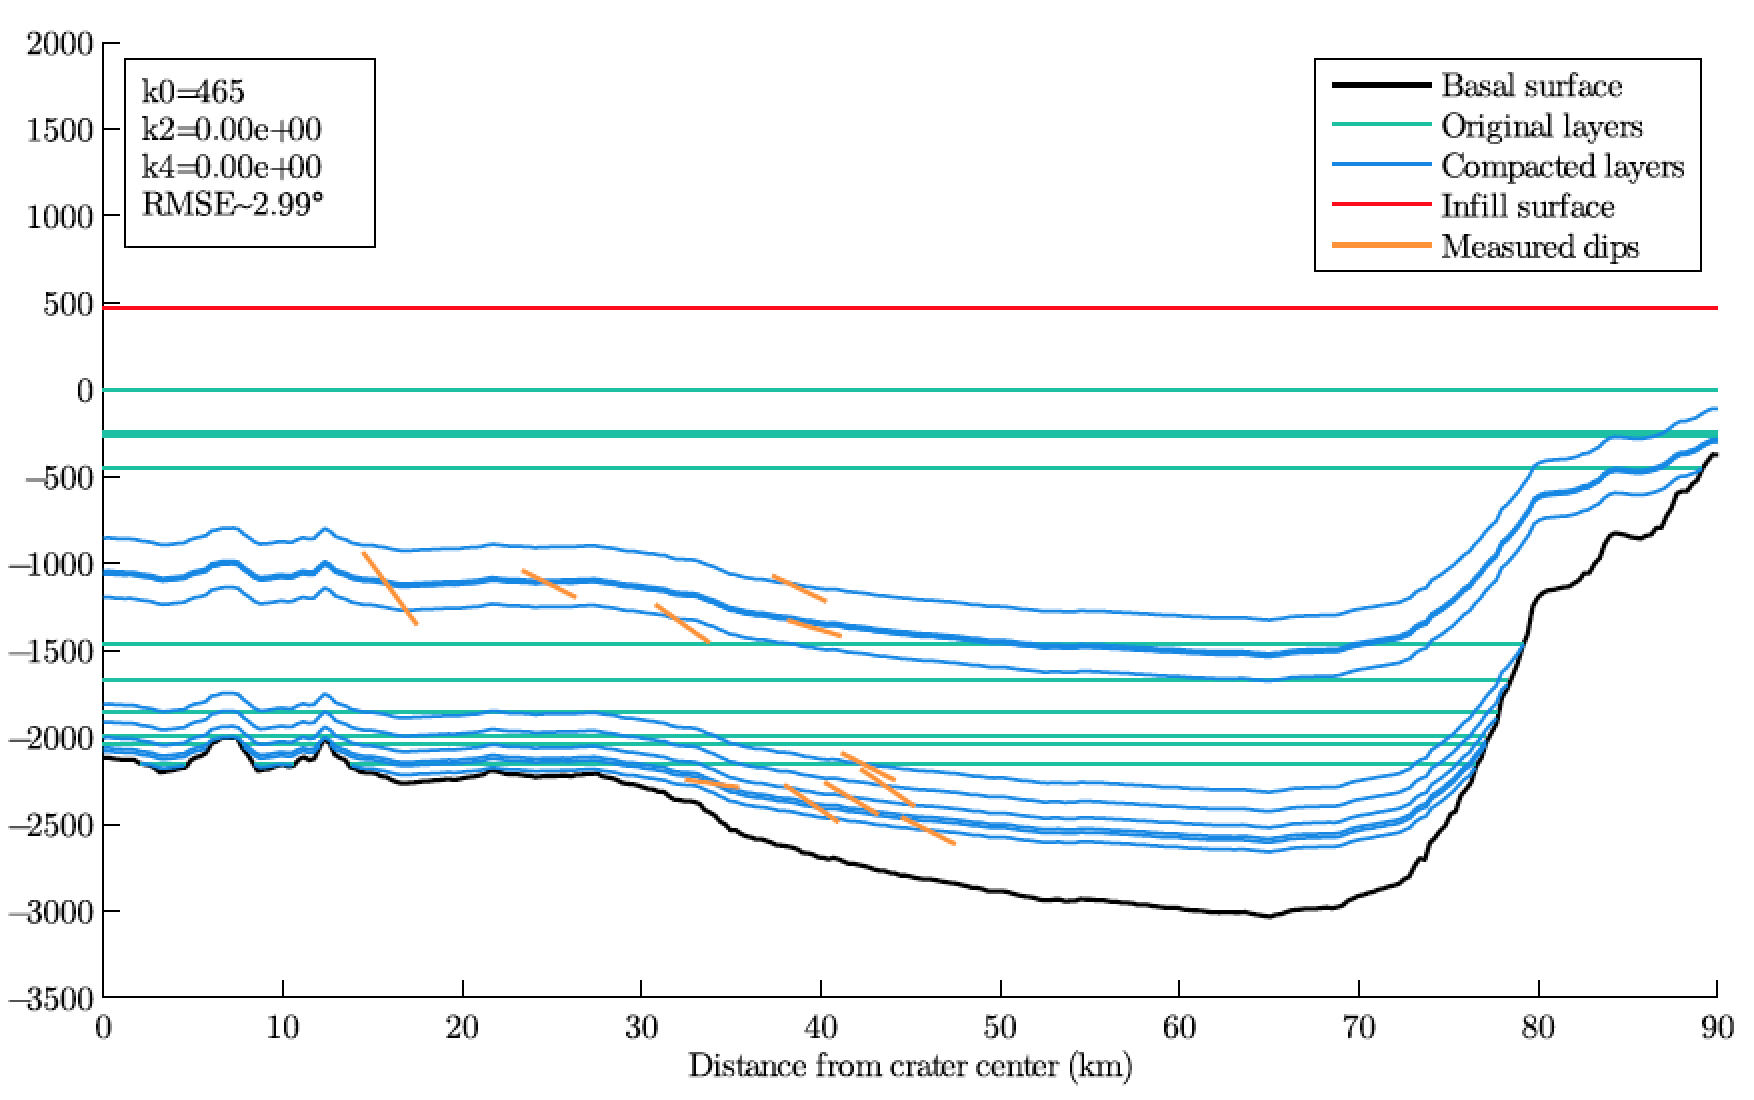 2000
1500
1000
500
0
−500
−1000
−1500
−2000
−2500
−3000
−3500
k0=465
k2=0.00e+00
k4=0.00e+00
RMSE~2.99°
Basal surface
Original layers
Compacted layers
Infill surface
Measured dips
0 10 20 30 40 50 60 70 80 90
Distance from crater center (km)